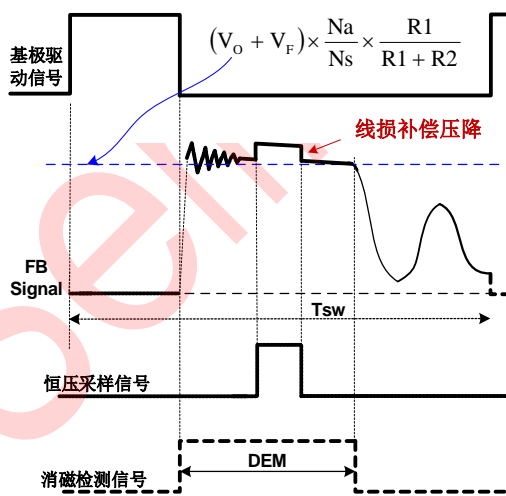 基极驱
动信号
(V_O + V_F) × Na/Ns × R1/(R1 + R2)
线损补偿压降
FB
Signal
Tsw
恒压采样信号
消磁检测信号
DEM